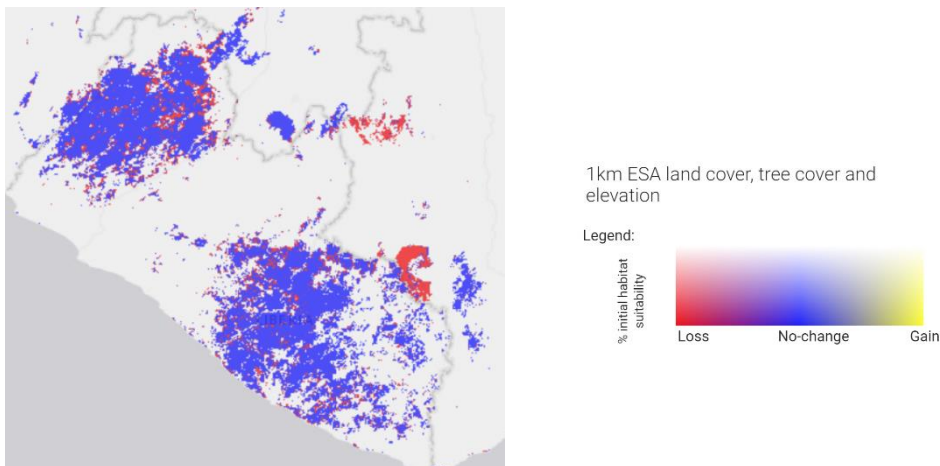 1km ESA land cover, tree cover and
elevation
Legend:
% initial habitat
suitability
Loss
No-change
Gain